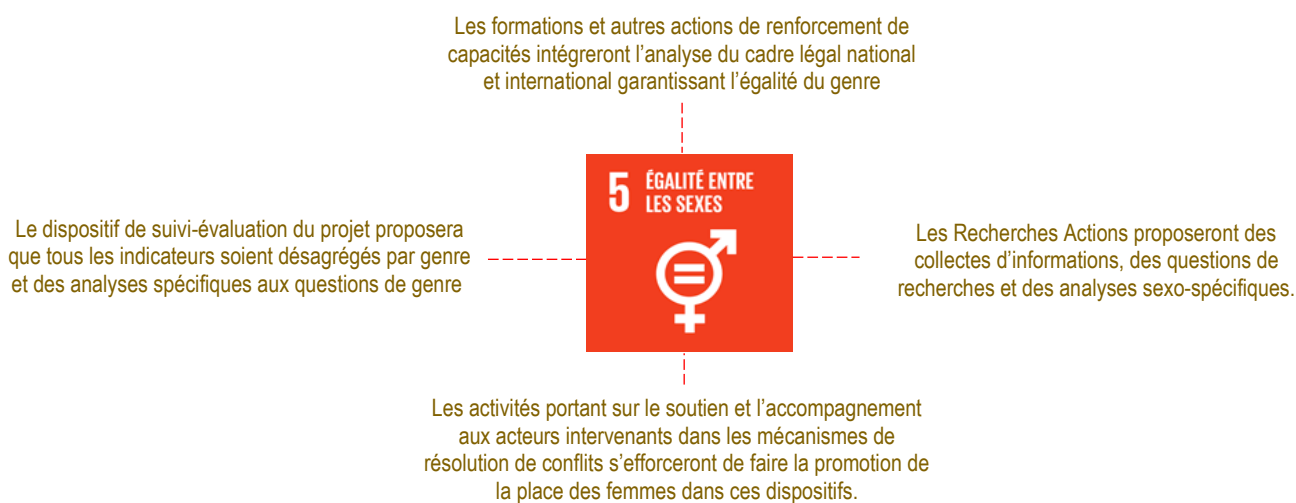 Les formations et autres actions de renforcement de
capacités intégreront l’analyse du cadre légal national
et international garantissant l’égalité du genre
5 ÉGALITÉ ENTRE
LES SEXES
Le dispositif de suivi-évaluation du projet proposera
que tous les indicateurs soient désagrégés par genre
et des analyses spécifiques aux questions de genre
Les Recherches Actions proposeront des
collectes d’informations, des questions de
recherches et des analyses sexo-spécifiques.
Les activités portant sur le soutien et l’accompagnement
aux acteurs intervenants dans les mécanismes de
résolution de conflits s’efforceront de faire la promotion de
la place des femmes dans ces dispositifs.